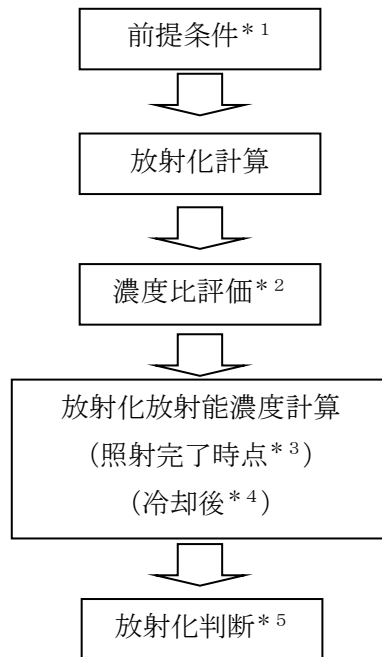 前提条件*1
放射化計算
濃度比評価*2
放射化放射能濃度計算
(照射完了時点*3)
(冷却後*4)
放射化判断*5